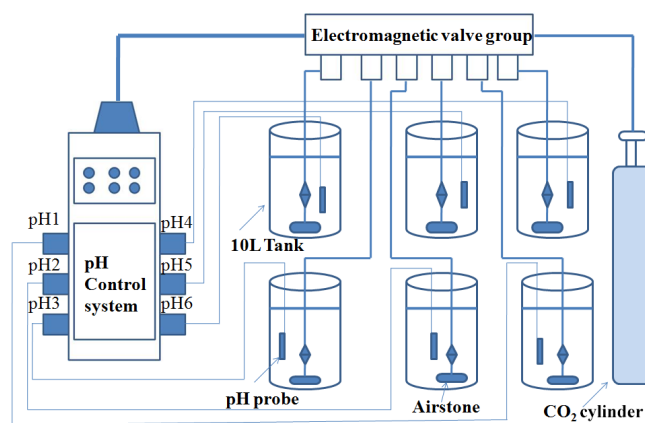 Electromagnetic valve group
pH1
pH4
pH2
pH5
pH3
pH6
pH
Control
system
10L Tank
pH probe
Airstone
CO₂ cylinder